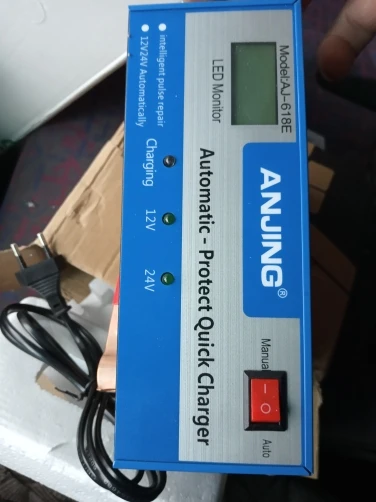 Model:AJ-618E
LED Monitor
intelligent pulse repair
12V24V Automatically
ANJING®
Automatic - Protect Quick Charger
Charging
12V
24V
Manual
Auto